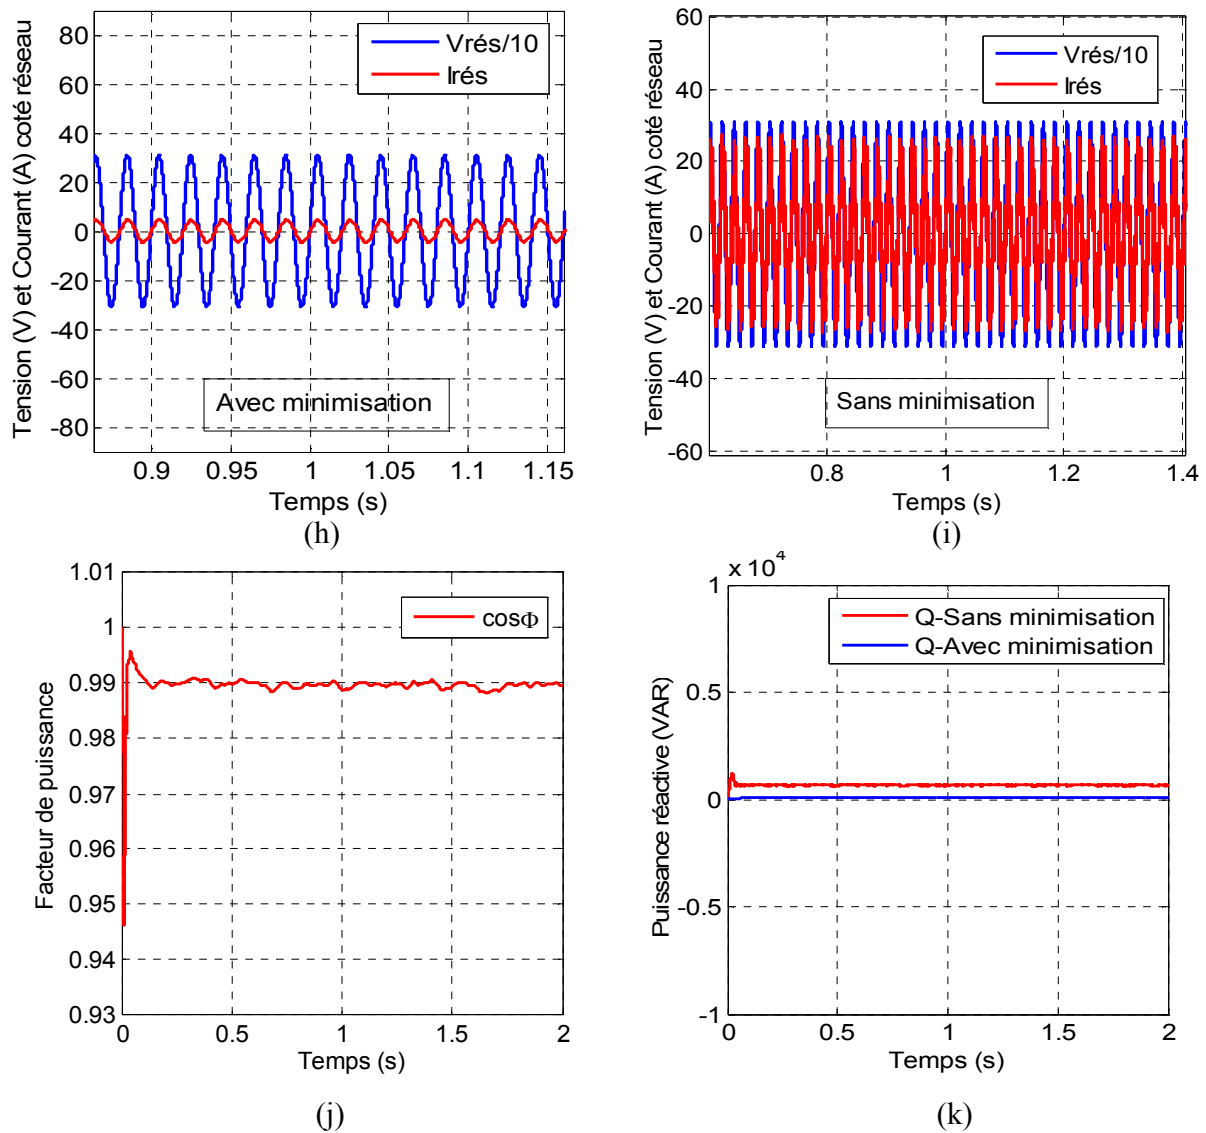 Tension (V) et Courant (A) coté réseau
80
60
40
20
0
-20
-40
-60
-80
Vrés/10
Irés
Avec minimisation
0.9
0.95
1
1.05
1.1
1.15
Temps (s)
(h)
Tension (V) et Courant (A) coté réseau
60
40
20
0
-20
-40
-60
Vrés/10
Irés
Sans minimisation
0.8
1
1.2
1.4
Temps (s)
(i)
Facteur de puissance
1.01
1
0.99
0.98
0.97
0.96
0.95
0.94
0.93
cosΦ
0
0.5
1
1.5
2
Temps (s)
(j)
Puissance réactive (VAR)
x 10⁴
1
0.5
0
-0.5
-1
Q-Sans minimisation
Q-Avec minimisation
0
0.5
1
1.5
2
Temps (s)
(k)